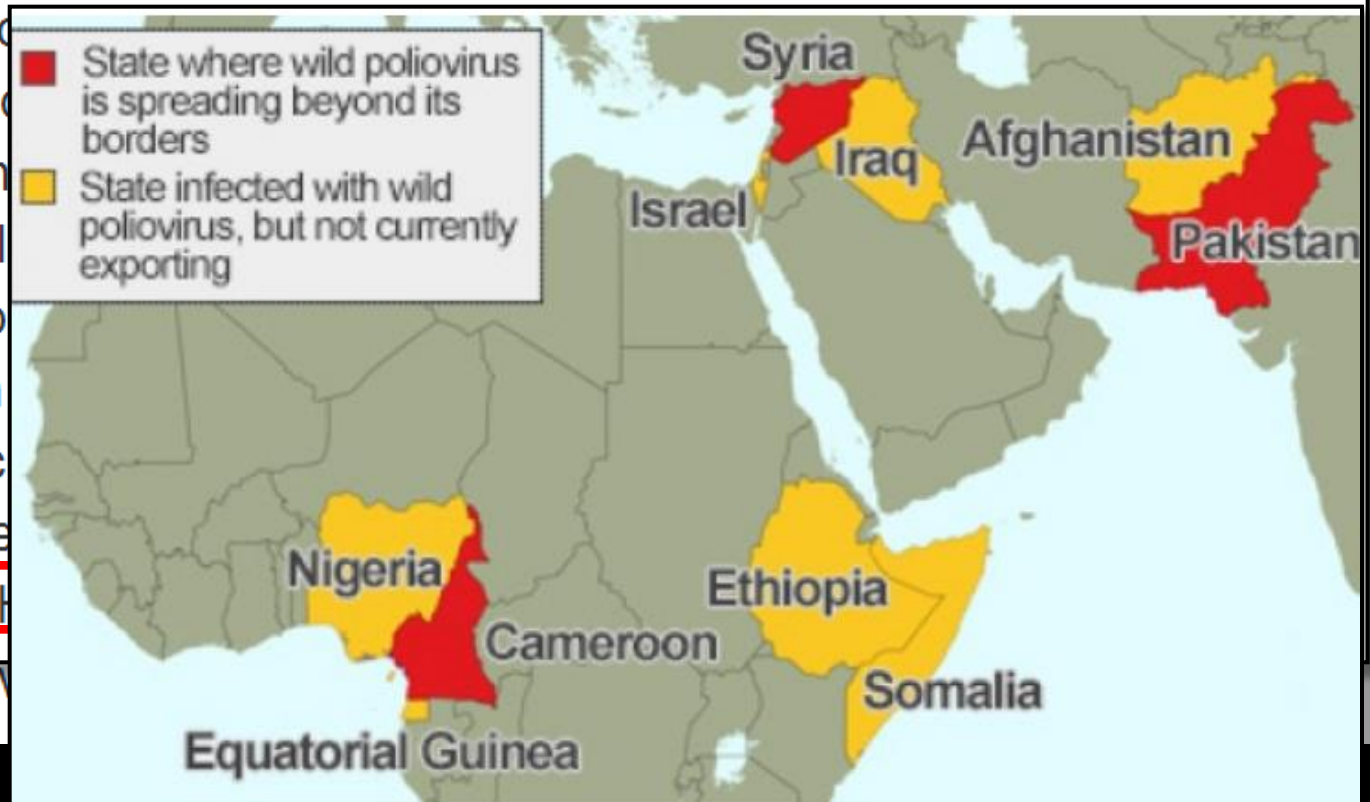 State where wild poliovirus
is spreading beyond its
borders
State infected with wild
poliovirus, but not currently
exporting
Syria
Afghanistan
Iraq
Israel
Pakistan
Nigeria
Ethiopia
Cameroon
Somalia
Equatorial Guinea